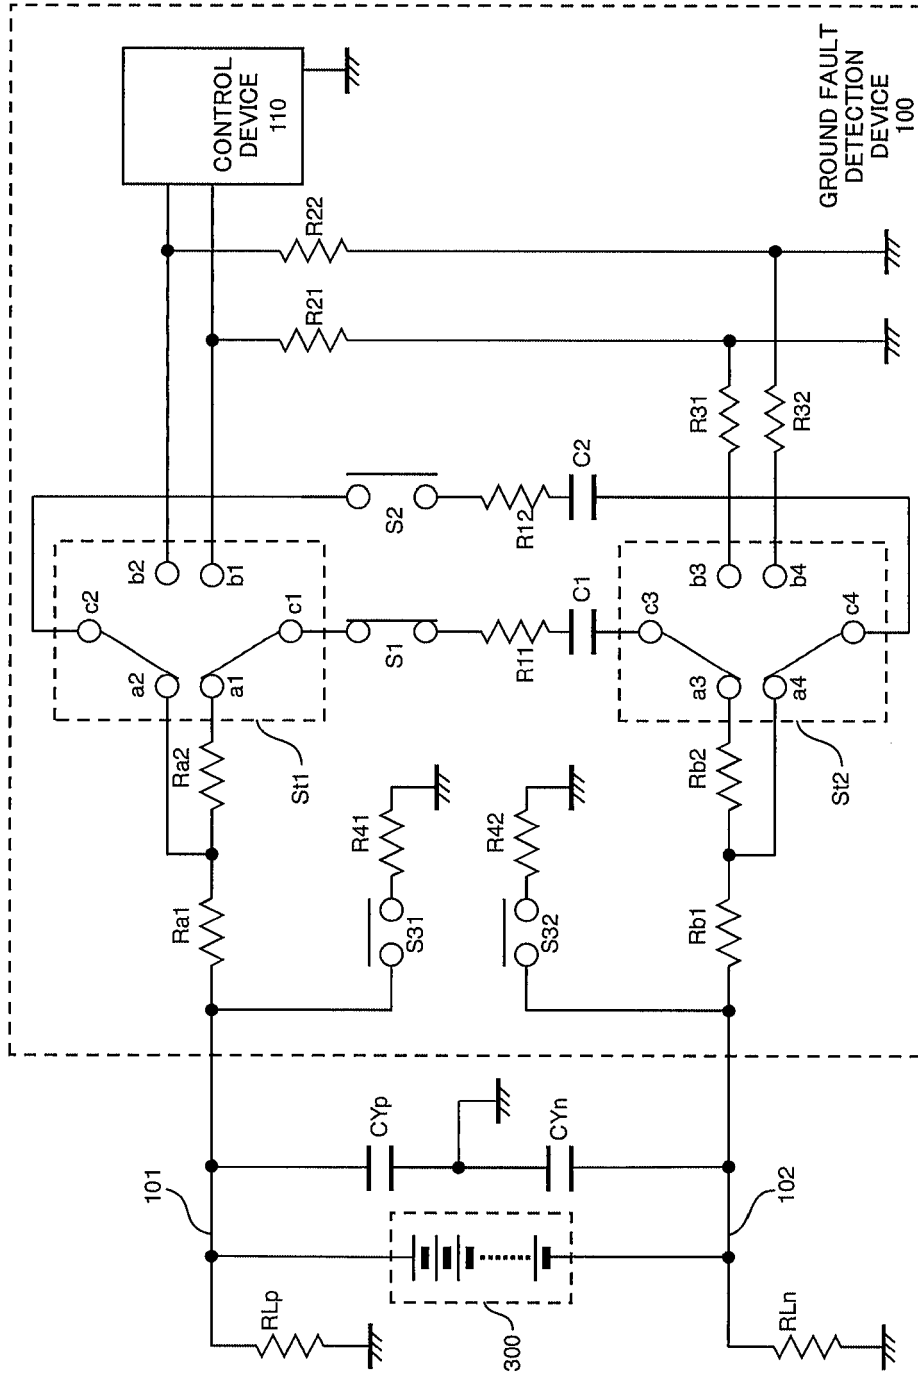 CONTROL
DEVICE
110
GROUND FAULT
DETECTION
DEVICE
100
R22
R21
R31
R32
S2
R12
C2
S1
R11
C1
b2
b1
c2
c1
a2
a1
St1
b3
b4
c3
c4
a3
a4
St2
Ra2
Ra1
R41
S31
R42
S32
Rb2
Rb1
CYp
CYn
101
102
300
RLp
RLn